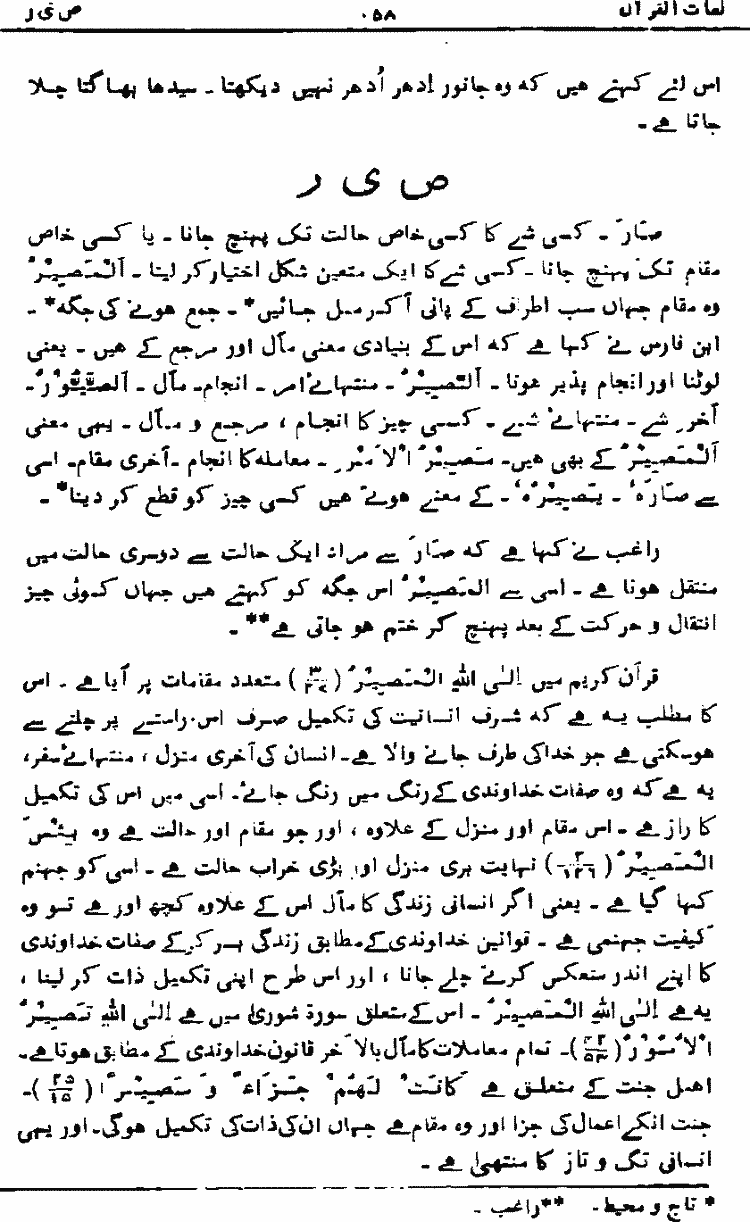 لغات القرآن ۱۰۵۸ ص ی ر
اس لئے کہتے ہیں کہ وہ جانور اِدھر اُدھر نہیں دیکھتا ۔ سیدھا بھاگتا چلا
جاتا ہے ۔
ص ی ر
صَارَ ۔ کسی شے کا کسی خاص حالت تک پہنچ جانا ۔ یا کسی خاص
مقام تک پہنچ جانا ۔ کسی شے کا ایک متعین شکل اختیار کر لینا ۔ اَلْمَصِیْرُ
وہ مقام جہاں سب اطراف کے پانی آ کر مل جائیں* ۔ جمع ہونے کی جگہ* ۔
ابن فارس نے کہا ہے کہ اس کے بنیادی معنی مآل اور مرجع کے ہیں ۔ یعنی
لوٹنا اور انجام پذیر ہونا ۔ اَلصِّیْرُ ۔ منتہائے امر ۔ انجام۔ مآل ۔ اَلصَّیُّوْرُ ۔
آخر شے ۔ منتہائے شے ۔ کسی چیز کا انجام ، مرجع و مآل ۔ یہی معنی
اَلْمَصِیْرُ کے بھی ہیں۔ مَصِیْرُ الْاَمْرِ ۔ معاملہ کا انجام ۔ آخری مقام۔ اسی
سے صَارَہٗ ۔ یَصِیْرُہٗ ۔ کے معنے ہوئے ہیں کسی چیز کو قطع کر دینا* ۔
راغب نے کہا ہے کہ صَارَ سے مراد ایک حالت سے دوسری حالت میں
منتقل ہونا ہے ۔ اسی سے المَصِیْرُ اس جگہ کو کہتے ہیں جہاں کوئی چیز
انتقال و حرکت کے بعد پہنچ کر ختم ہو جاتی ہے** ۔
قرآن کریم میں اِلَی اللہِ الْمَصِیْرُ ( ) متعدد مقامات پر آیا ہے ۔ اس
کا مطلب یہ ہے کہ شرف انسانیت کی تکمیل صرف اس راستے پر چلنے سے
ہوسکتی ہے جو خدا کی طرف جانے والا ہے۔ انسان کی آخری منزل ، منتہائے سفر،
یہ ہے کہ وہ صفات خداوندی کے رنگ میں رنگ جائے۔ اسی میں اس کی تکمیل
کا راز ہے ۔ اس مقام اور منزل کے علاوہ ، اور جو مقام اور حالت ہے وہ بِئْسَ
الْمَصِیْرُ (۲/۱۲۶) نہایت بری منزل اور بڑی خراب حالت ہے ۔ اسی کو جہنم
کہا گیا ہے ۔ یعنی اگر انسانی زندگی کا مآل اس کے علاوہ کچھ اور ہے تو وہ
کیفیت جہنمی ہے ۔ قوانین خداوندی کے مطابق زندگی بسر کر کے صفات خداوندی
کا اپنے اندر منعکس کرتے چلے جانا ، اور اس طرح اپنی تکمیل ذات کر لینا ،
یہ ہے اِلَی اللہِ الْمَصِیْرُ ۔ اس کے متعلق سورۃ شوریٰ میں ہے اِلَی اللہِ تَصِیْرُ
الْاُمُوْرُ (۴۲/۵۳)۔ تمام معاملات کا مآل بالآخر قانون خداوندی کے مطابق ہوتا ہے۔
اہل جنت کے متعلق ہے کَانَتْ لَہُمْ جَزَاءً وَّ مَصِیْرًا (۲۵/۱۵)۔
جنت انکے اعمال کی جزا اور وہ مقام ہے جہاں ان کی ذات کی تکمیل ہوگی۔ اور یہی
انسانی تگ و تاز کا منتہیٰ ہے ۔
* تاج و محیط۔ **راغب ۔